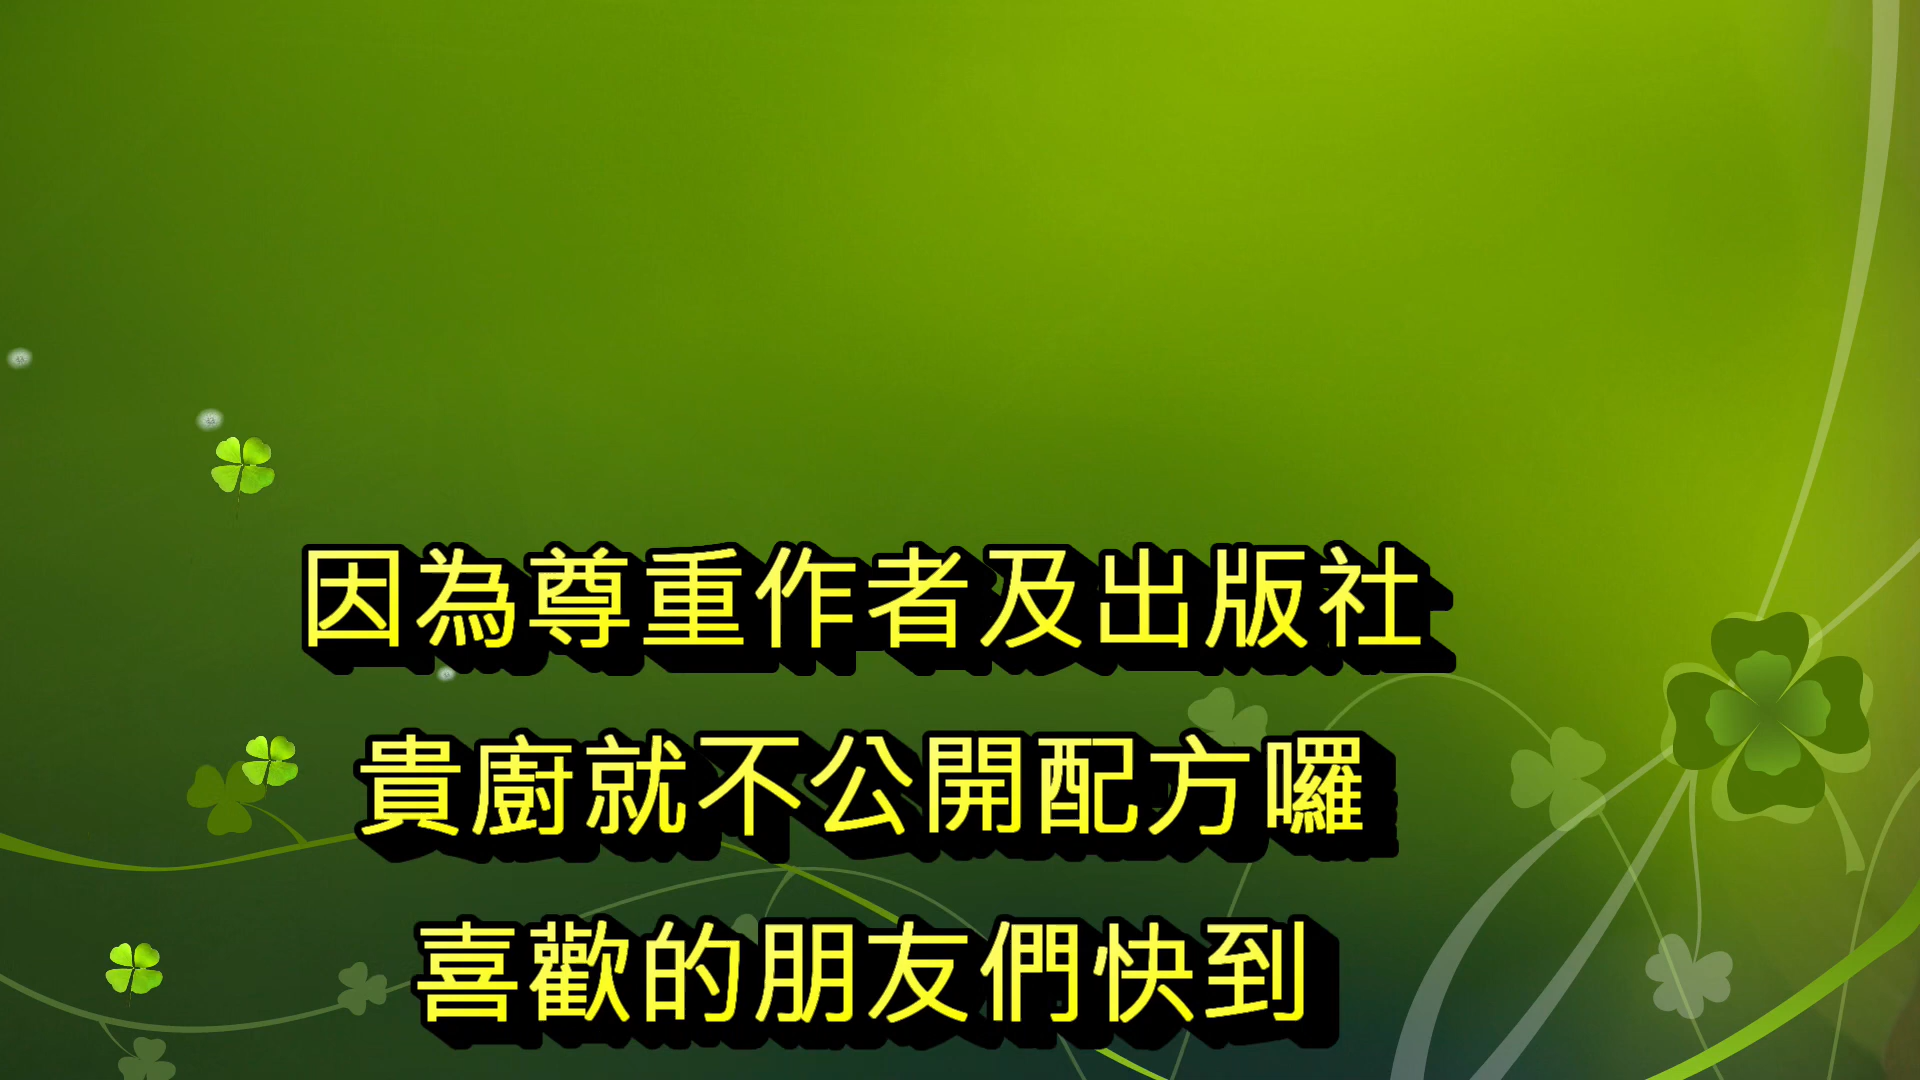 因為尊重作者及出版社
貴廚就不公開配方囉
喜歡的朋友們快到